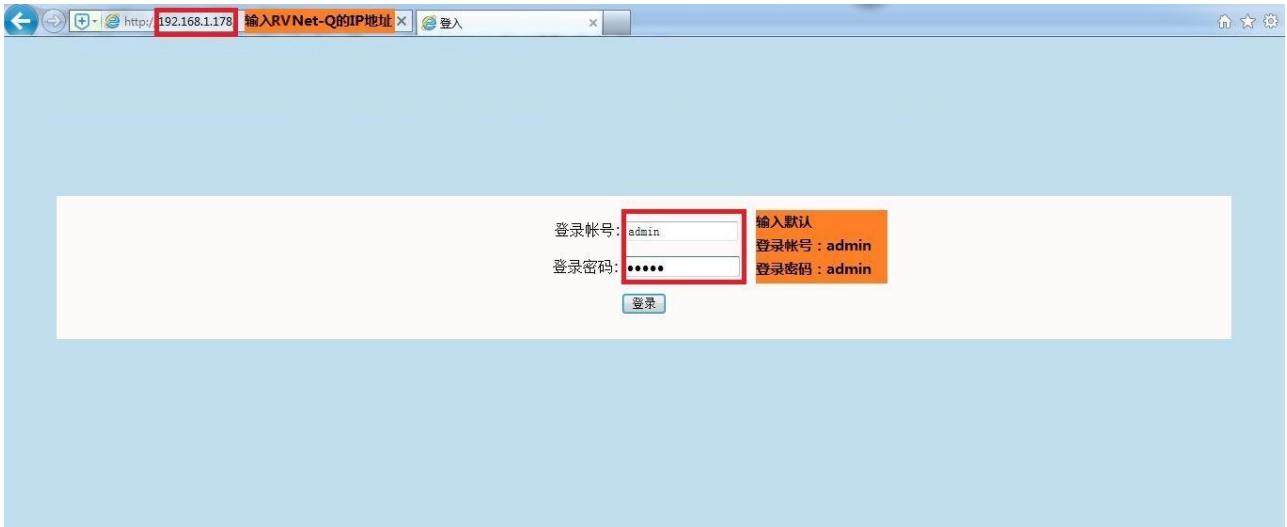 http://192.168.1.178 输入RVNet-Q的IP地址 登入
登录帐号: admin
输入默认
登录帐号：admin
登录密码: •••••
登录密码：admin
登录